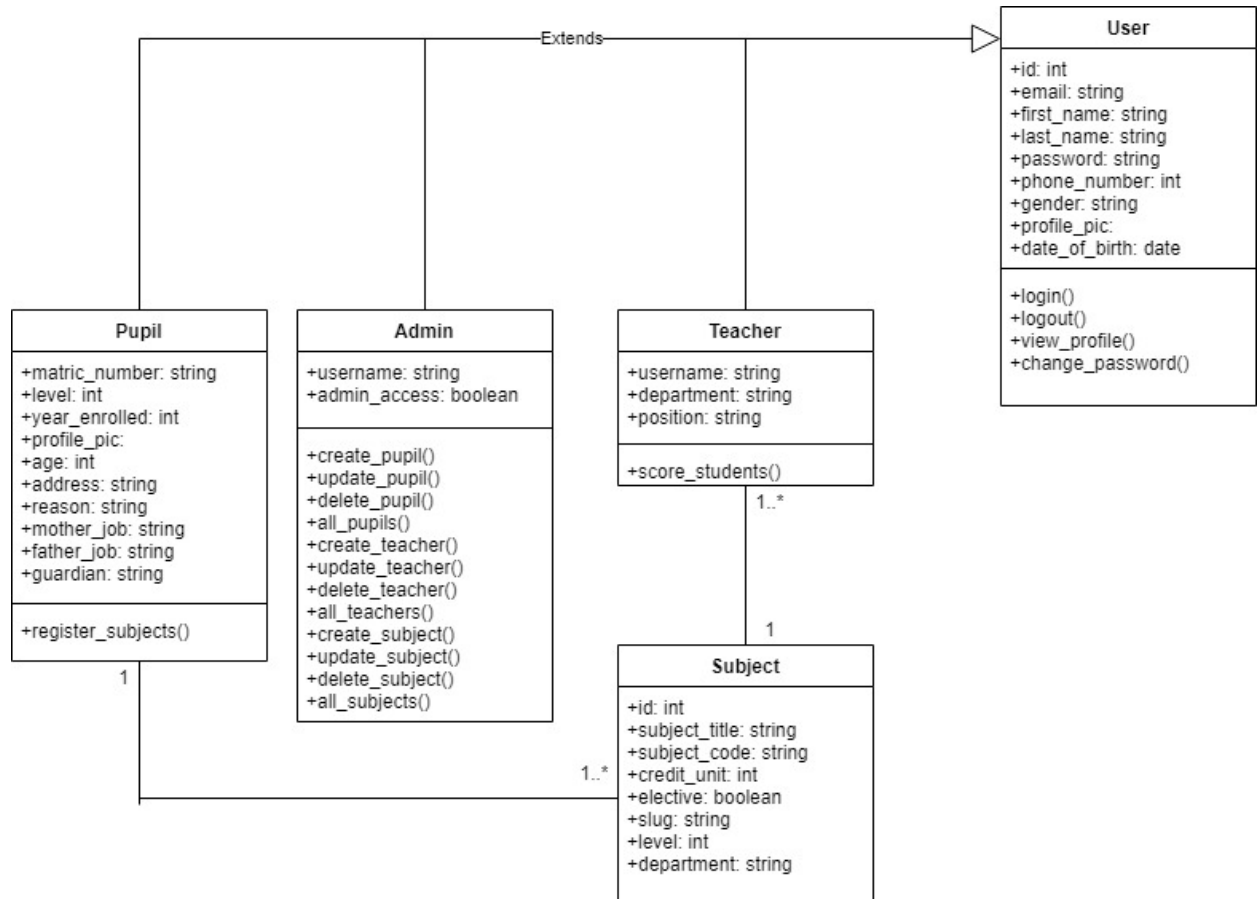 Extends
User
+id: int
+email: string
+first_name: string
+last_name: string
+password: string
+phone_number: int
+gender: string
+profile_pic:
+date_of_birth: date
+login()
+logout()
+view_profile()
+change_password()
Pupil
+matric_number: string
+level: int
+year_enrolled: int
+profile_pic:
+age: int
+address: string
+reason: string
+mother_job: string
+father_job: string
+guardian: string
+register_subjects()
1
Admin
+username: string
+admin_access: boolean
+create_pupil()
+update_pupil()
+delete_pupil()
+all_pupils()
+create_teacher()
+update_teacher()
+delete_teacher()
+all_teachers()
+create_subject()
+update_subject()
+delete_subject()
+all_subjects()
Teacher
+username: string
+department: string
+position: string
+score_students()
1..*
1
1..*
Subject
+id: int
+subject_title: string
+subject_code: string
+credit_unit: int
+elective: boolean
+slug: string
+level: int
+department: string